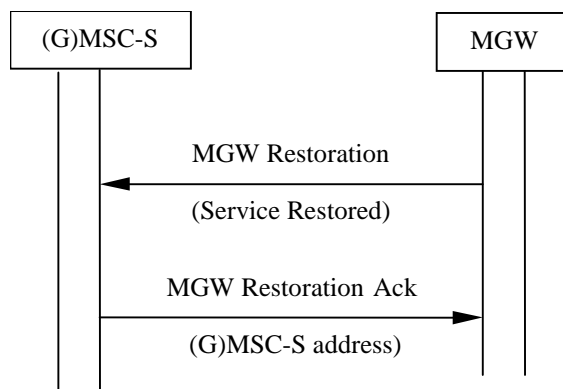 (G)MSC-S
MGW
MGW Restoration
(Service Restored)
MGW Restoration Ack
(G)MSC-S address)